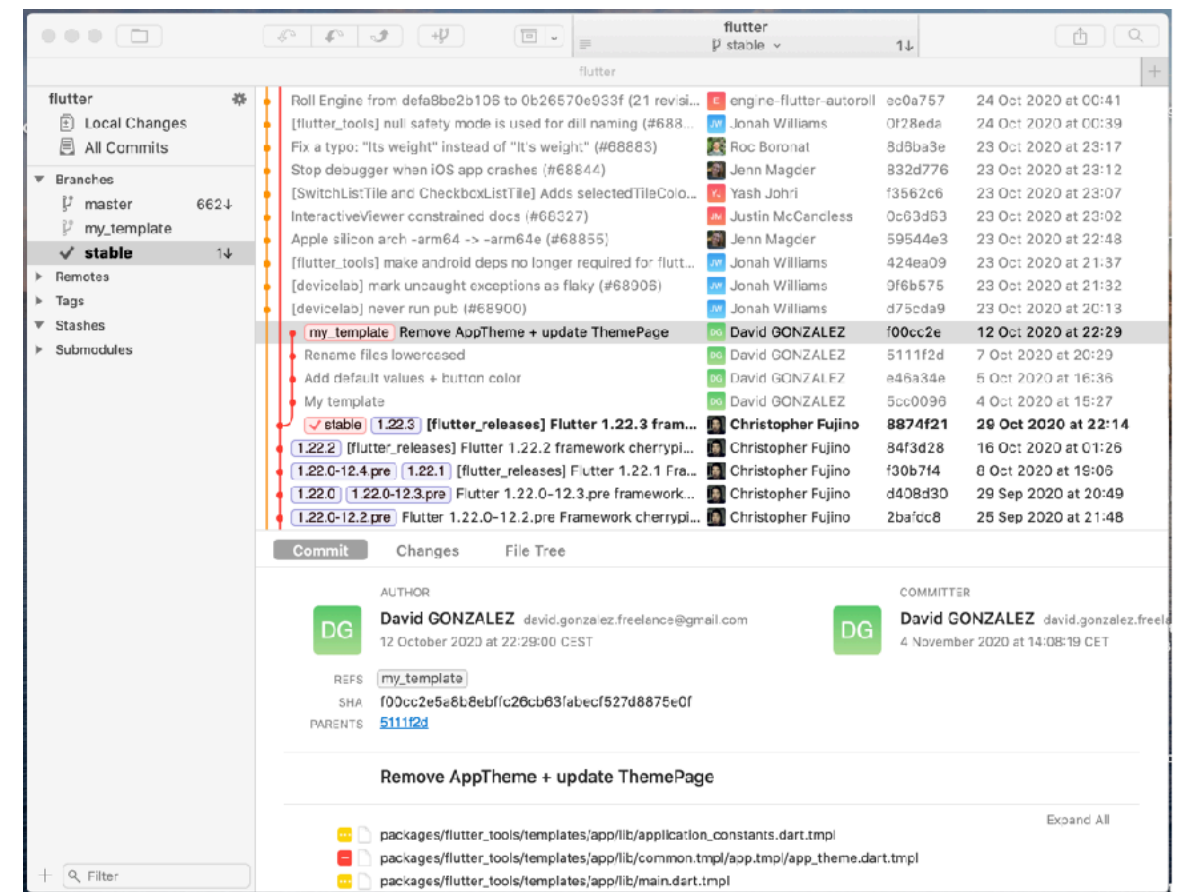 flutter
stable
1↓
flutter
flutter
Local Changes
All Commits
Branches
master 662↓
my_template
stable 1↓
Remotes
Tags
Stashes
Submodules
Roll Engine from defa8be2b106 to 0b26570e933f (21 revisi... engine-flutter-autoroll ec0a757 24 Oct 2020 at 00:41
[flutter_tools] null safety mode is used for dill naming (#688... JW Jonah Williams 0f28eda 24 Oct 2020 at 00:39
Fix a typo: "Its weight" instead of "It's weight" (#68883) Roc Boronat 8d6ba3e 23 Oct 2020 at 23:17
Stop debugger when iOS app crashes (#68844) Jenn Magder 832d776 23 Oct 2020 at 23:12
[SwitchListTile and CheckboxListTile] Adds selectedTileColo... Yash Johri f3562c6 23 Oct 2020 at 23:07
InteractiveViewer constrained docs (#68327) JM Justin McCandless 0c63d63 23 Oct 2020 at 23:02
Apple silicon arch -arm64 -> -arm64e (#68855) Jenn Magder 59544e3 23 Oct 2020 at 22:48
[flutter_tools] make android deps no longer required for flutt... JW Jonah Williams 424ea09 23 Oct 2020 at 21:37
[devicelab] mark uncaught exceptions as flaky (#68906) JW Jonah Williams 9f6b575 23 Oct 2020 at 21:32
[devicelab] never run pub (#68900) JW Jonah Williams d75cda9 23 Oct 2020 at 20:13
my_template Remove AppTheme + update ThemePage DG David GONZALEZ f00cc2e 12 Oct 2020 at 22:29
Rename files lowercased DG David GONZALEZ 5111f2d 7 Oct 2020 at 20:29
Add default values + button color DG David GONZALEZ e46a34e 5 Oct 2020 at 16:36
My template DG David GONZALEZ 5cc0096 4 Oct 2020 at 15:27
stable 1.22.3 [flutter_releases] Flutter 1.22.3 fram... Christopher Fujino 8874f21 29 Oct 2020 at 22:14
1.22.2 [flutter_releases] Flutter 1.22.2 framework cherrypi... Christopher Fujino 84f3d28 16 Oct 2020 at 01:26
1.22.0-12.4.pre 1.22.1 [flutter_releases] Flutter 1.22.1 Fra... Christopher Fujino f30b7f4 8 Oct 2020 at 19:06
1.22.0 1.22.0-12.3.pre Flutter 1.22.0-12.3.pre framework... Christopher Fujino d408d30 29 Sep 2020 at 20:49
1.22.0-12.2.pre Flutter 1.22.0-12.2.pre Framework cherrypi... Christopher Fujino 2bafdc8 25 Sep 2020 at 21:48
Commit Changes File Tree
AUTHOR COMMITTER
DG David GONZALEZ david.gonzalez.freelance@gmail.com DG David GONZALEZ david.gonzalez.freela
12 October 2020 at 22:29:00 CEST 4 November 2020 at 14:08:19 CET
REFS my_template
SHA f00cc2e5a8b8ebffc26cb63fabecf527d8875e0f
PARENTS 5111f2d
Remove AppTheme + update ThemePage
Expand All
packages/flutter_tools/templates/app/lib/application_constants.dart.tmpl
packages/flutter_tools/templates/app/lib/common.tmpl/app.tmpl/app_theme.dart.tmpl
packages/flutter_tools/templates/app/lib/main.dart.tmpl
Filter